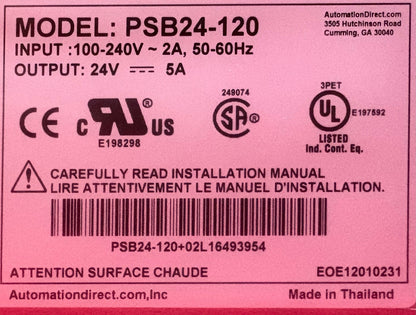 MODEL: PSB24-120
AutomationDirect.com
3505 Hutchinson Road
Cumming, GA 30040
INPUT :100-240V ~ 2A, 50-60Hz
OUTPUT: 24V ⎓ 5A
CE
c RU ® US
E198298
249074
SA ®
3PET
UL ®
E197592
LISTED
Ind. Cont. Eq.
CAREFULLY READ INSTALLATION MANUAL
LIRE ATTENTIVEMENT LE MANUEL D'INSTALLATION.
PSB24-120+02L16493954
ATTENTION SURFACE CHAUDE
EOE12010231
Automationdirect.com,Inc
Made in Thailand